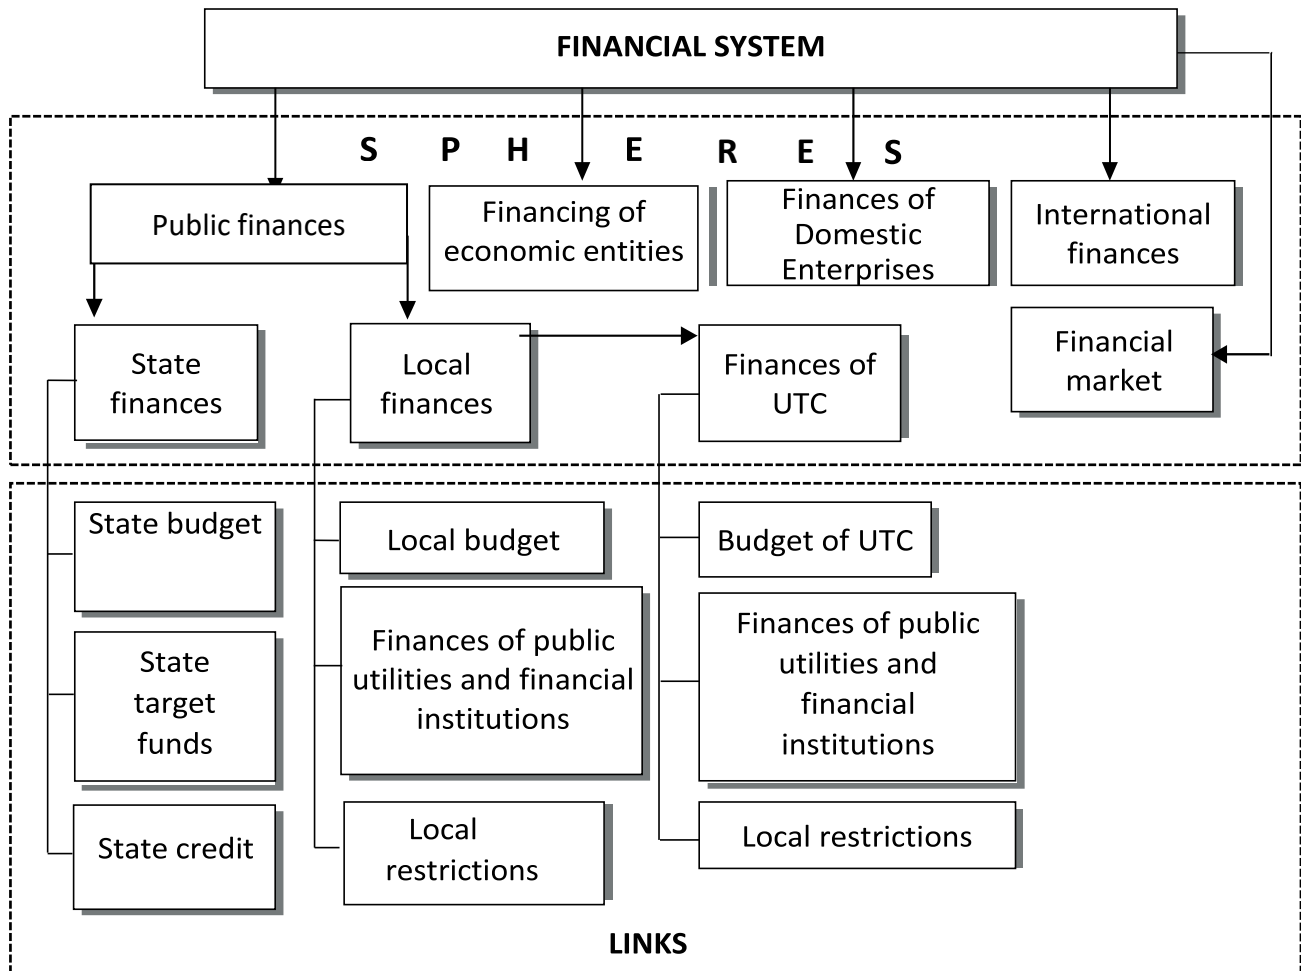 FINANCIAL SYSTEM
S P H E R E S
Public finances
Financing of
economic entities
Finances of
Domestic
Enterprises
International
finances
State
finances
Local
finances
Finances of
UTC
Financial
market
State budget
Local budget
Budget of UTC
State
target
funds
Finances of public
utilities and financial
institutions
Finances of public
utilities and
financial
institutions
State credit
Local
restrictions
Local restrictions
LINKS